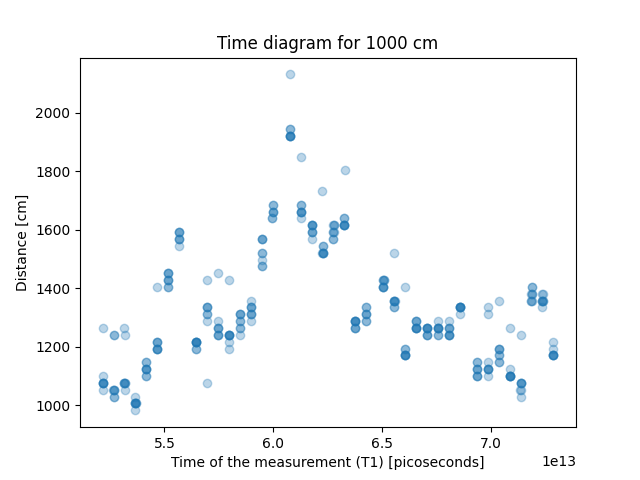 Time diagram for 1000 cm
2000
1800
1600
1400
1200
1000
Distance [cm]
5.5 6.0 6.5 7.0
1e13
Time of the measurement (T1) [picoseconds]